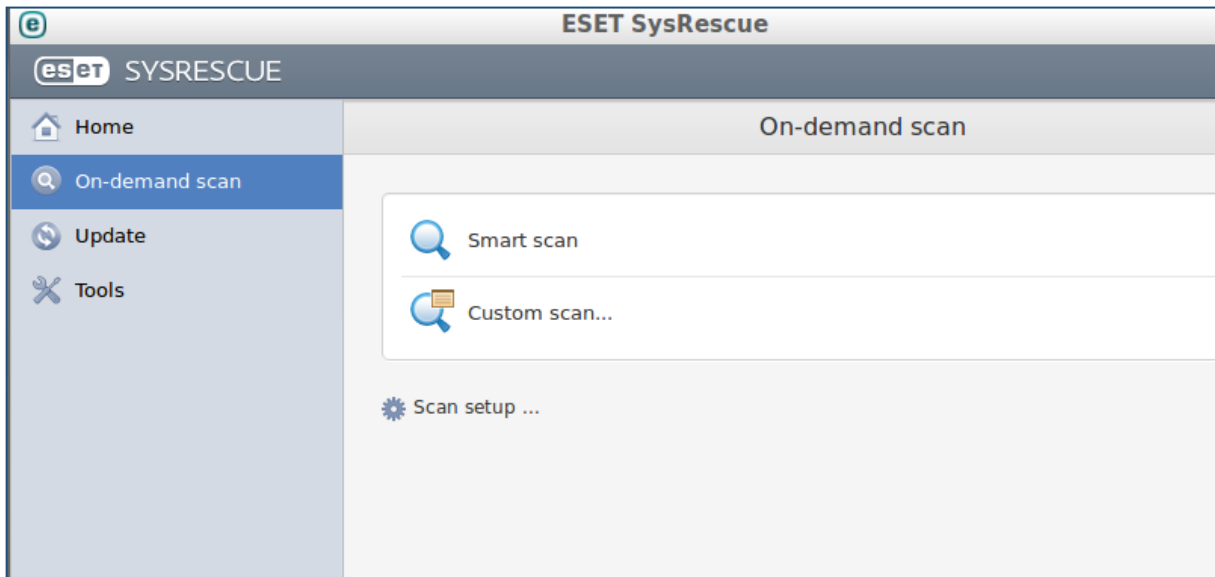 ESET SysRescue
eseT SYSRESCUE
Home
On-demand scan
On-demand scan
Update
Tools
Smart scan
Custom scan...
Scan setup ...